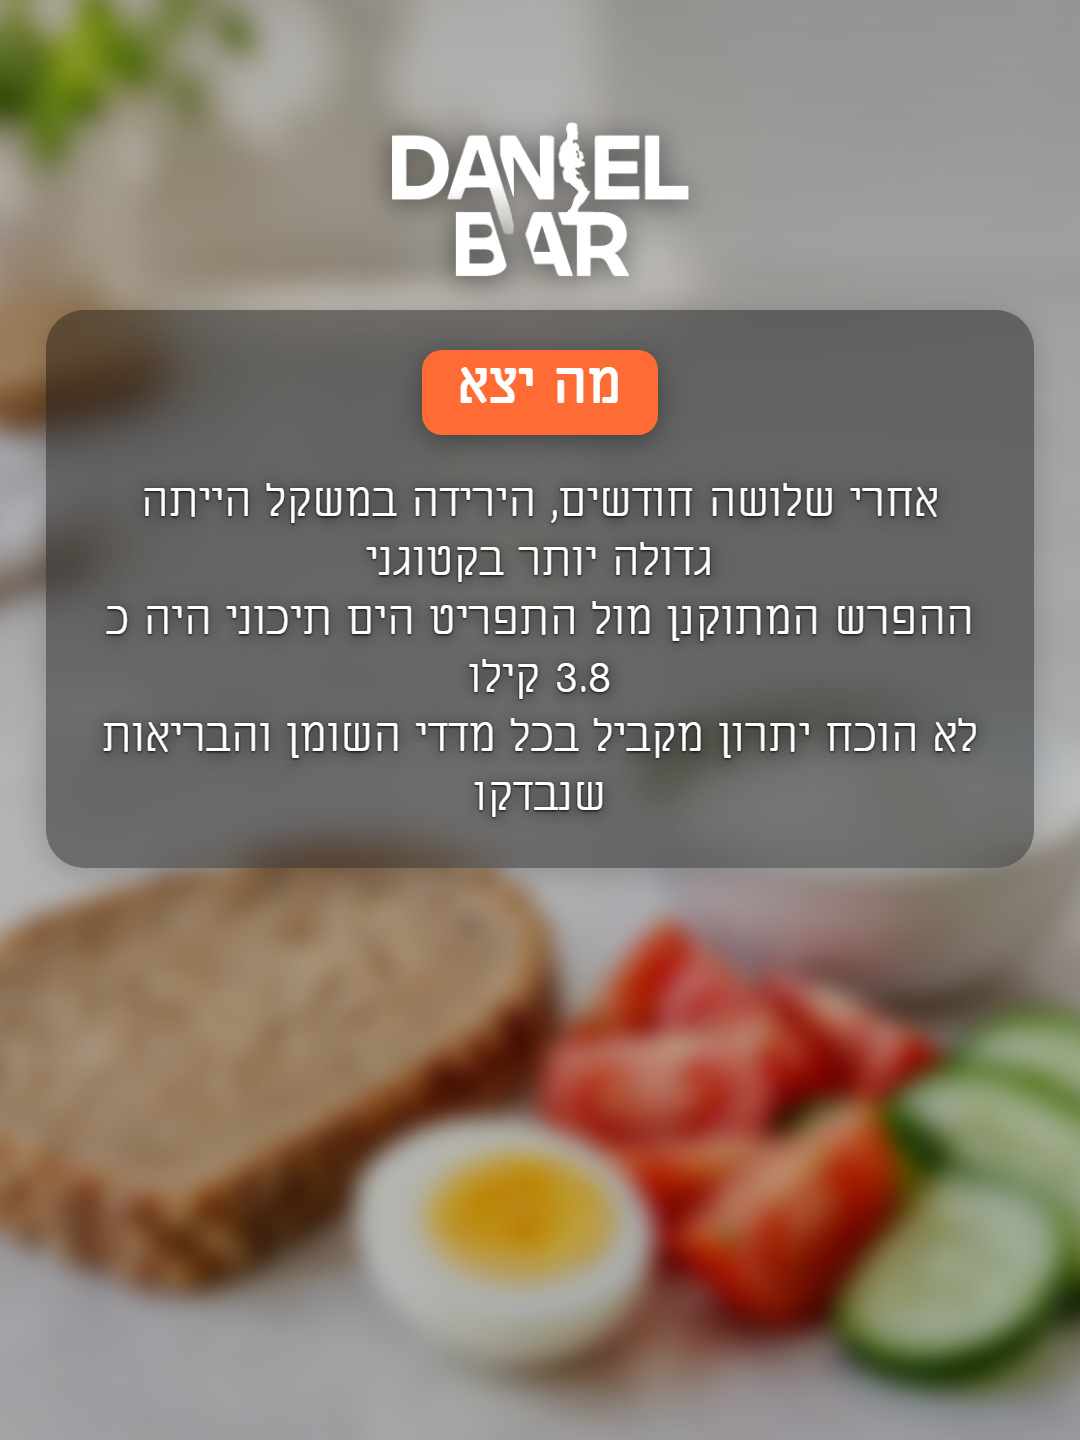 DANIEL
BAR
מה יצא
אחרי שלושה חודשים, הירידה במשקל הייתה
גדולה יותר בקטוגני
ההפרש המתוקנן מול התפריט הים תיכוני היה כ
3.8 קילו
לא הוכח יתרון מקביל בכל מדדי השומן והבריאות
שנבדקו